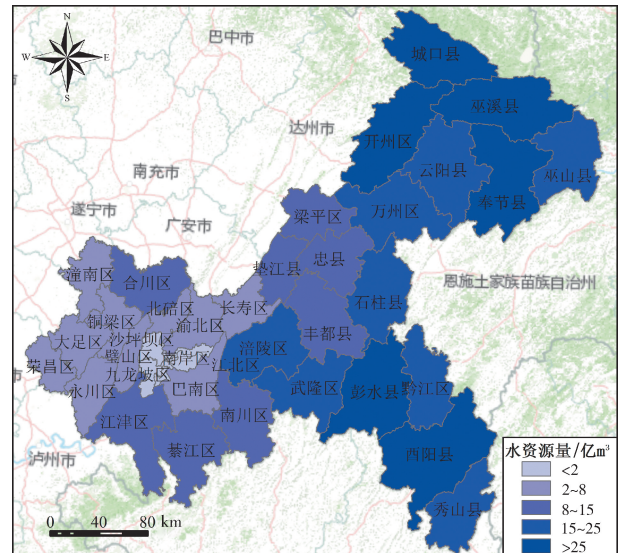 N
W
E
S
巴中市
城口县
达州市
开州区
巫溪县
云阳县
巫山县
南充市
奉节县
遂宁市
梁平区
万州区
广安市
忠县
潼南区
合川区
垫江县
恩施土家族苗族自治州
北碚区
长寿区
石柱县
铜梁区
渝北区
大足区
沙坪坝区
丰都县
涪陵区
璧山区
南岸区
荣昌区
江北区
九龙坡区
永川区
巴南区
武隆区
彭水县
黔江区
江津区
南川区
綦江区
泸州市
酉阳县
秀山县
水资源量/亿m³
<2
2~8
8~15
15~25
>25
0 40 80 km